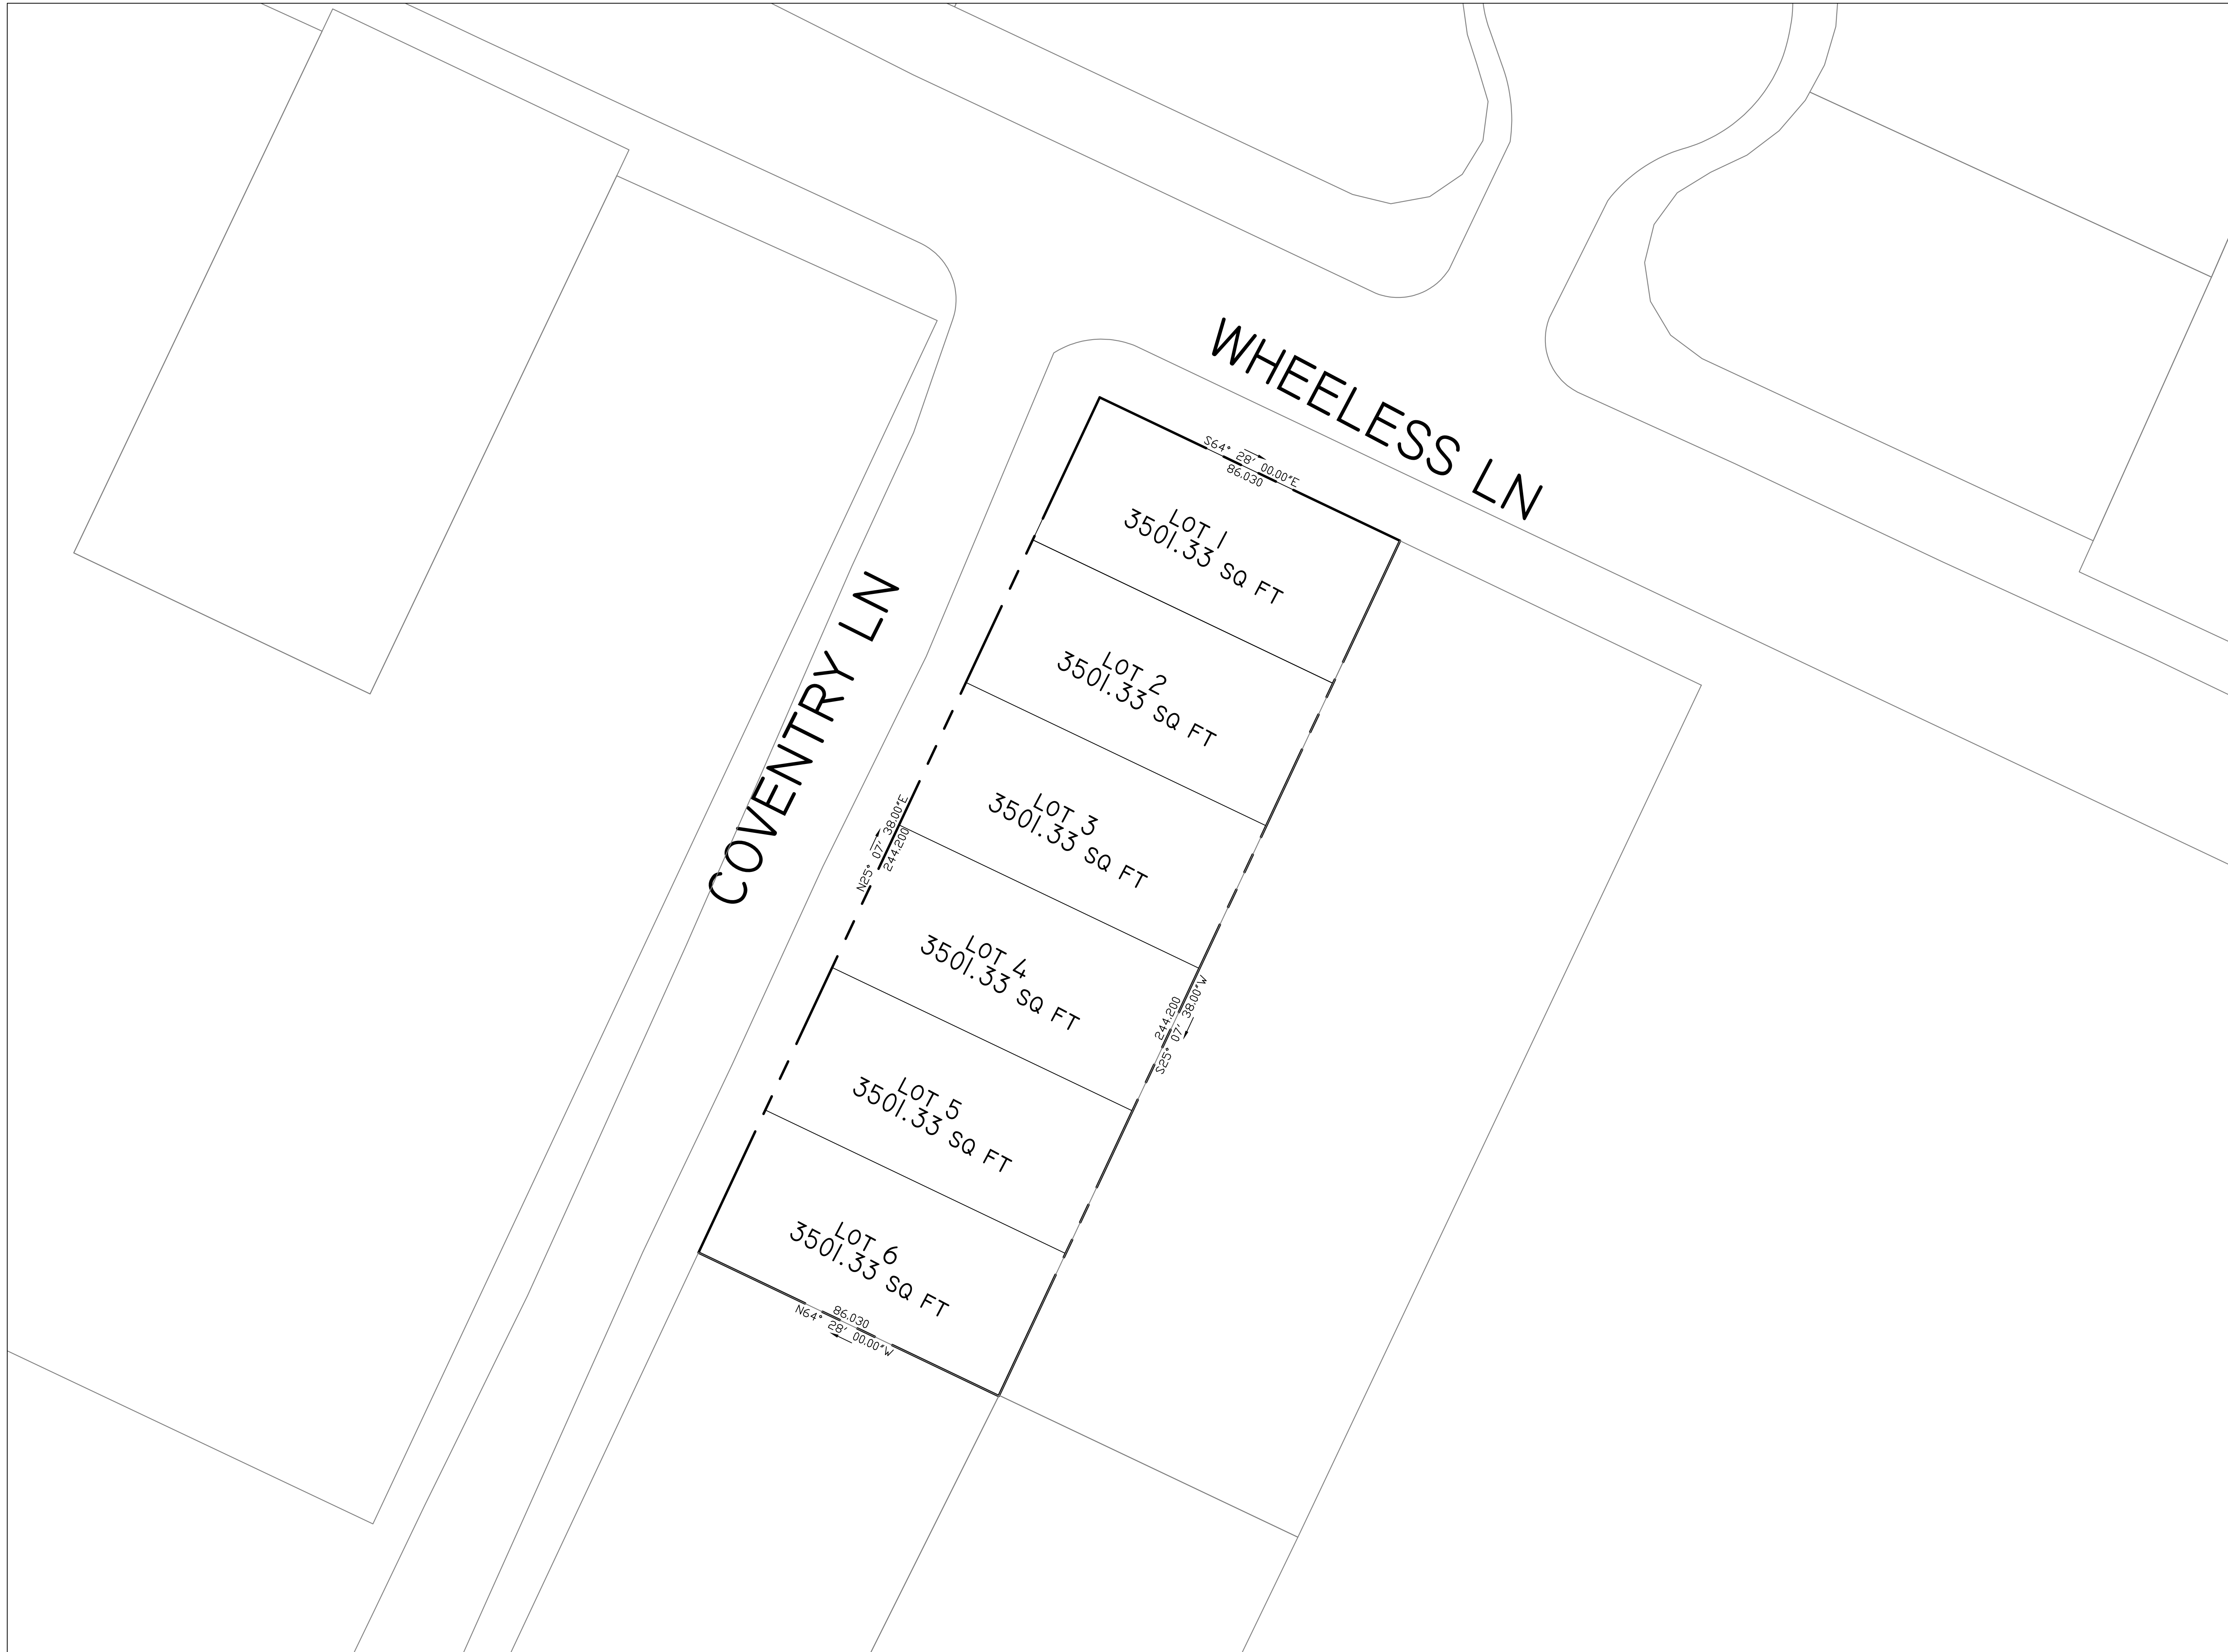 WHEELESS LN
S64° 28' 00.00"E
86.030
LOT 1
3501.33 SQ FT
LOT 2
3501.33 SQ FT
COVENTRY LN
LOT 3
3501.33 SQ FT
N25° 07' 38.00"E
244.200
LOT 4
3501.33 SQ FT
244.200
S25° 07' 38.00"W
LOT 5
3501.33 SQ FT
LOT 6
3501.33 SQ FT
86.030
N64° 28' 00.00"W